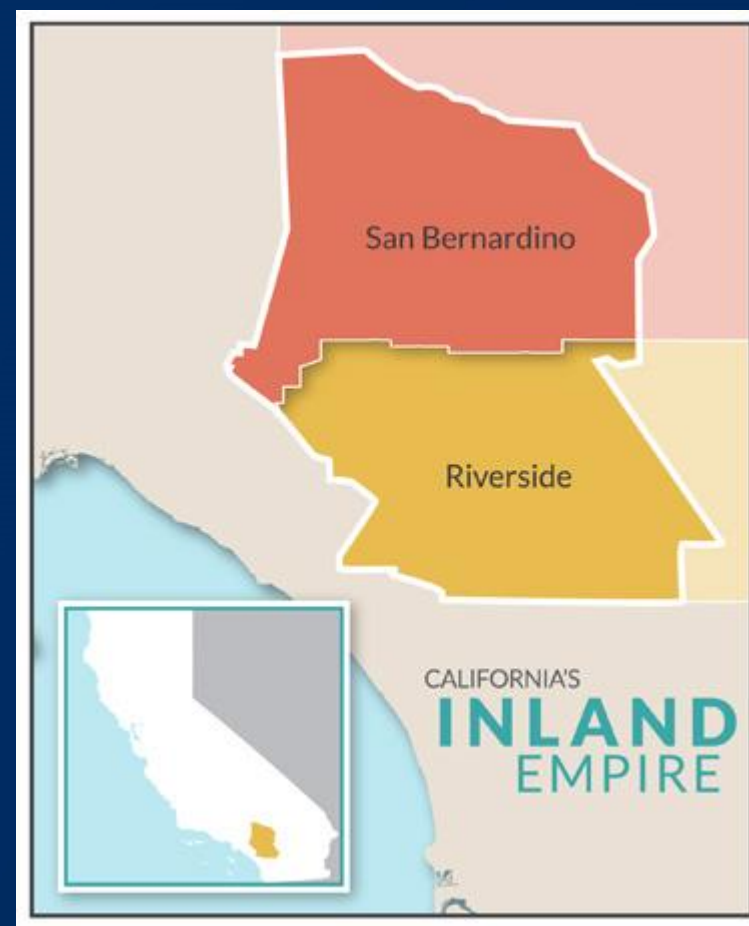 San Bernardino
Riverside
CALIFORNIA'S
INLAND
EMPIRE